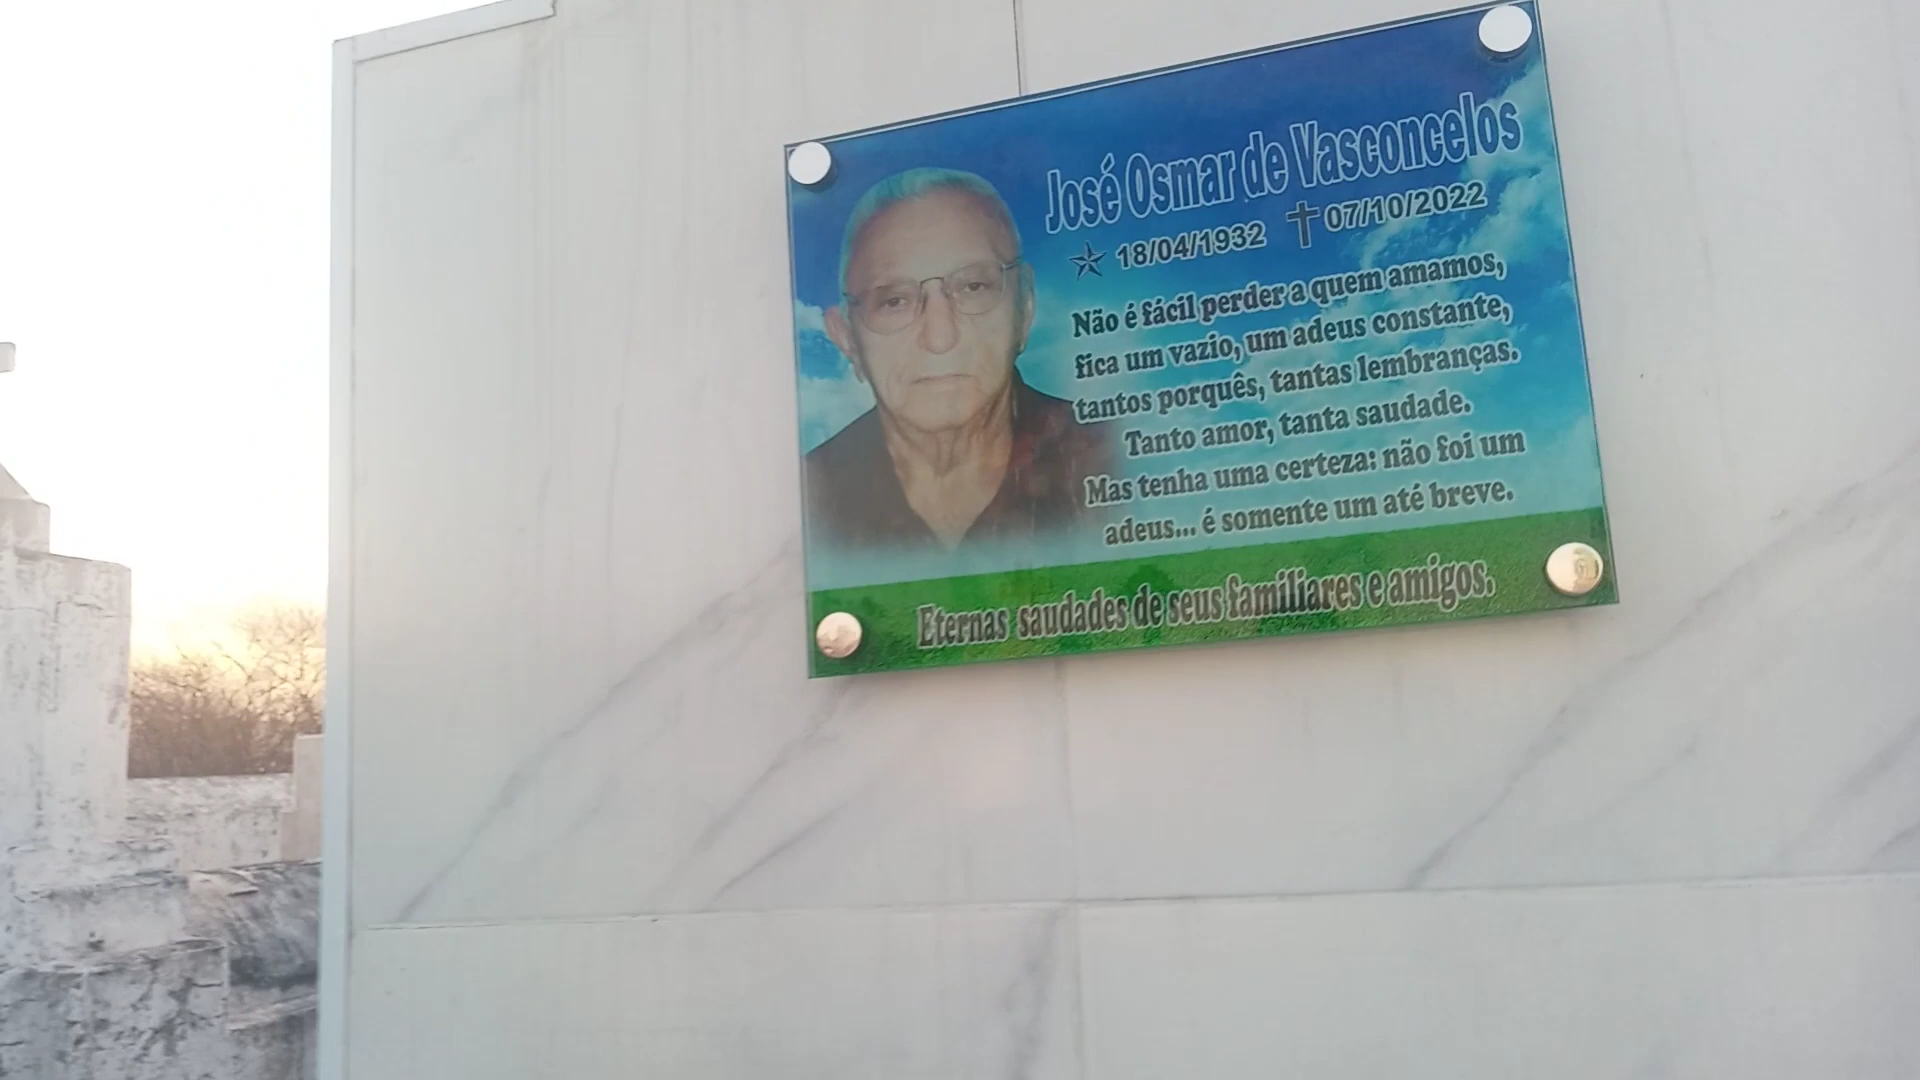 José Osmar de Vasconcelos
18/04/1932 07/10/2022
Não é fácil perder a quem amamos,
fica um vazio, um adeus constante,
tantos porquês, tantas lembranças.
Tanto amor, tanta saudade.
Mas tenha uma certeza: não foi um
adeus... é somente um até breve.
Eternas saudades de seus familiares e amigos.